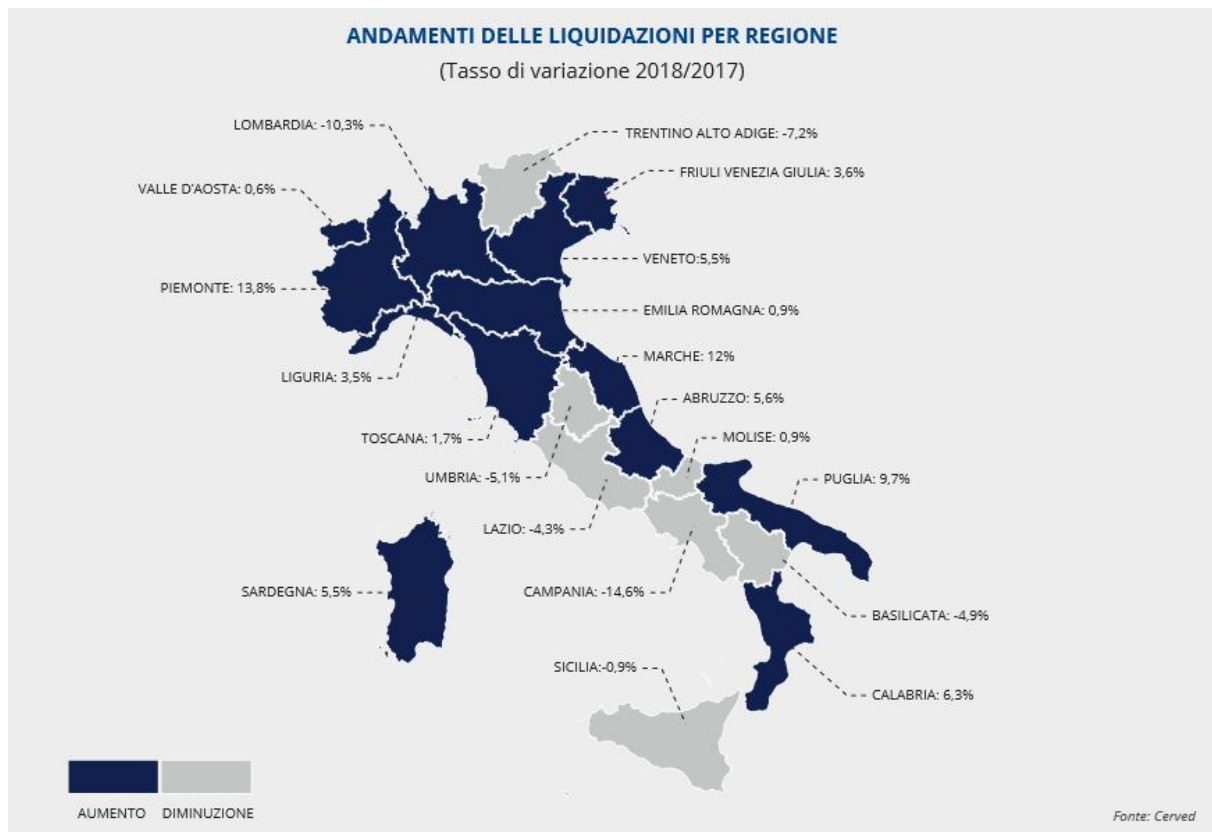 ANDAMENTI DELLE LIQUIDAZIONI PER REGIONE
(Tasso di variazione 2018/2017)
LOMBARDIA: -10,3%
TRENTINO ALTO ADIGE: -7,2%
FRIULI VENEZIA GIULIA: 3,6%
VALLE D'AOSTA: 0,6%
VENETO:5,5%
PIEMONTE: 13,8%
EMILIA ROMAGNA: 0,9%
MARCHE: 12%
LIGURIA: 3,5%
ABRUZZO: 5,6%
TOSCANA: 1,7%
MOLISE: 0,9%
UMBRIA: -5,1%
PUGLIA: 9,7%
LAZIO: -4,3%
SARDEGNA: 5,5%
CAMPANIA: -14,6%
BASILICATA: -4,9%
SICILIA:-0,9%
CALABRIA: 6,3%
AUMENTO DIMINUZIONE
Fonte: Cerved